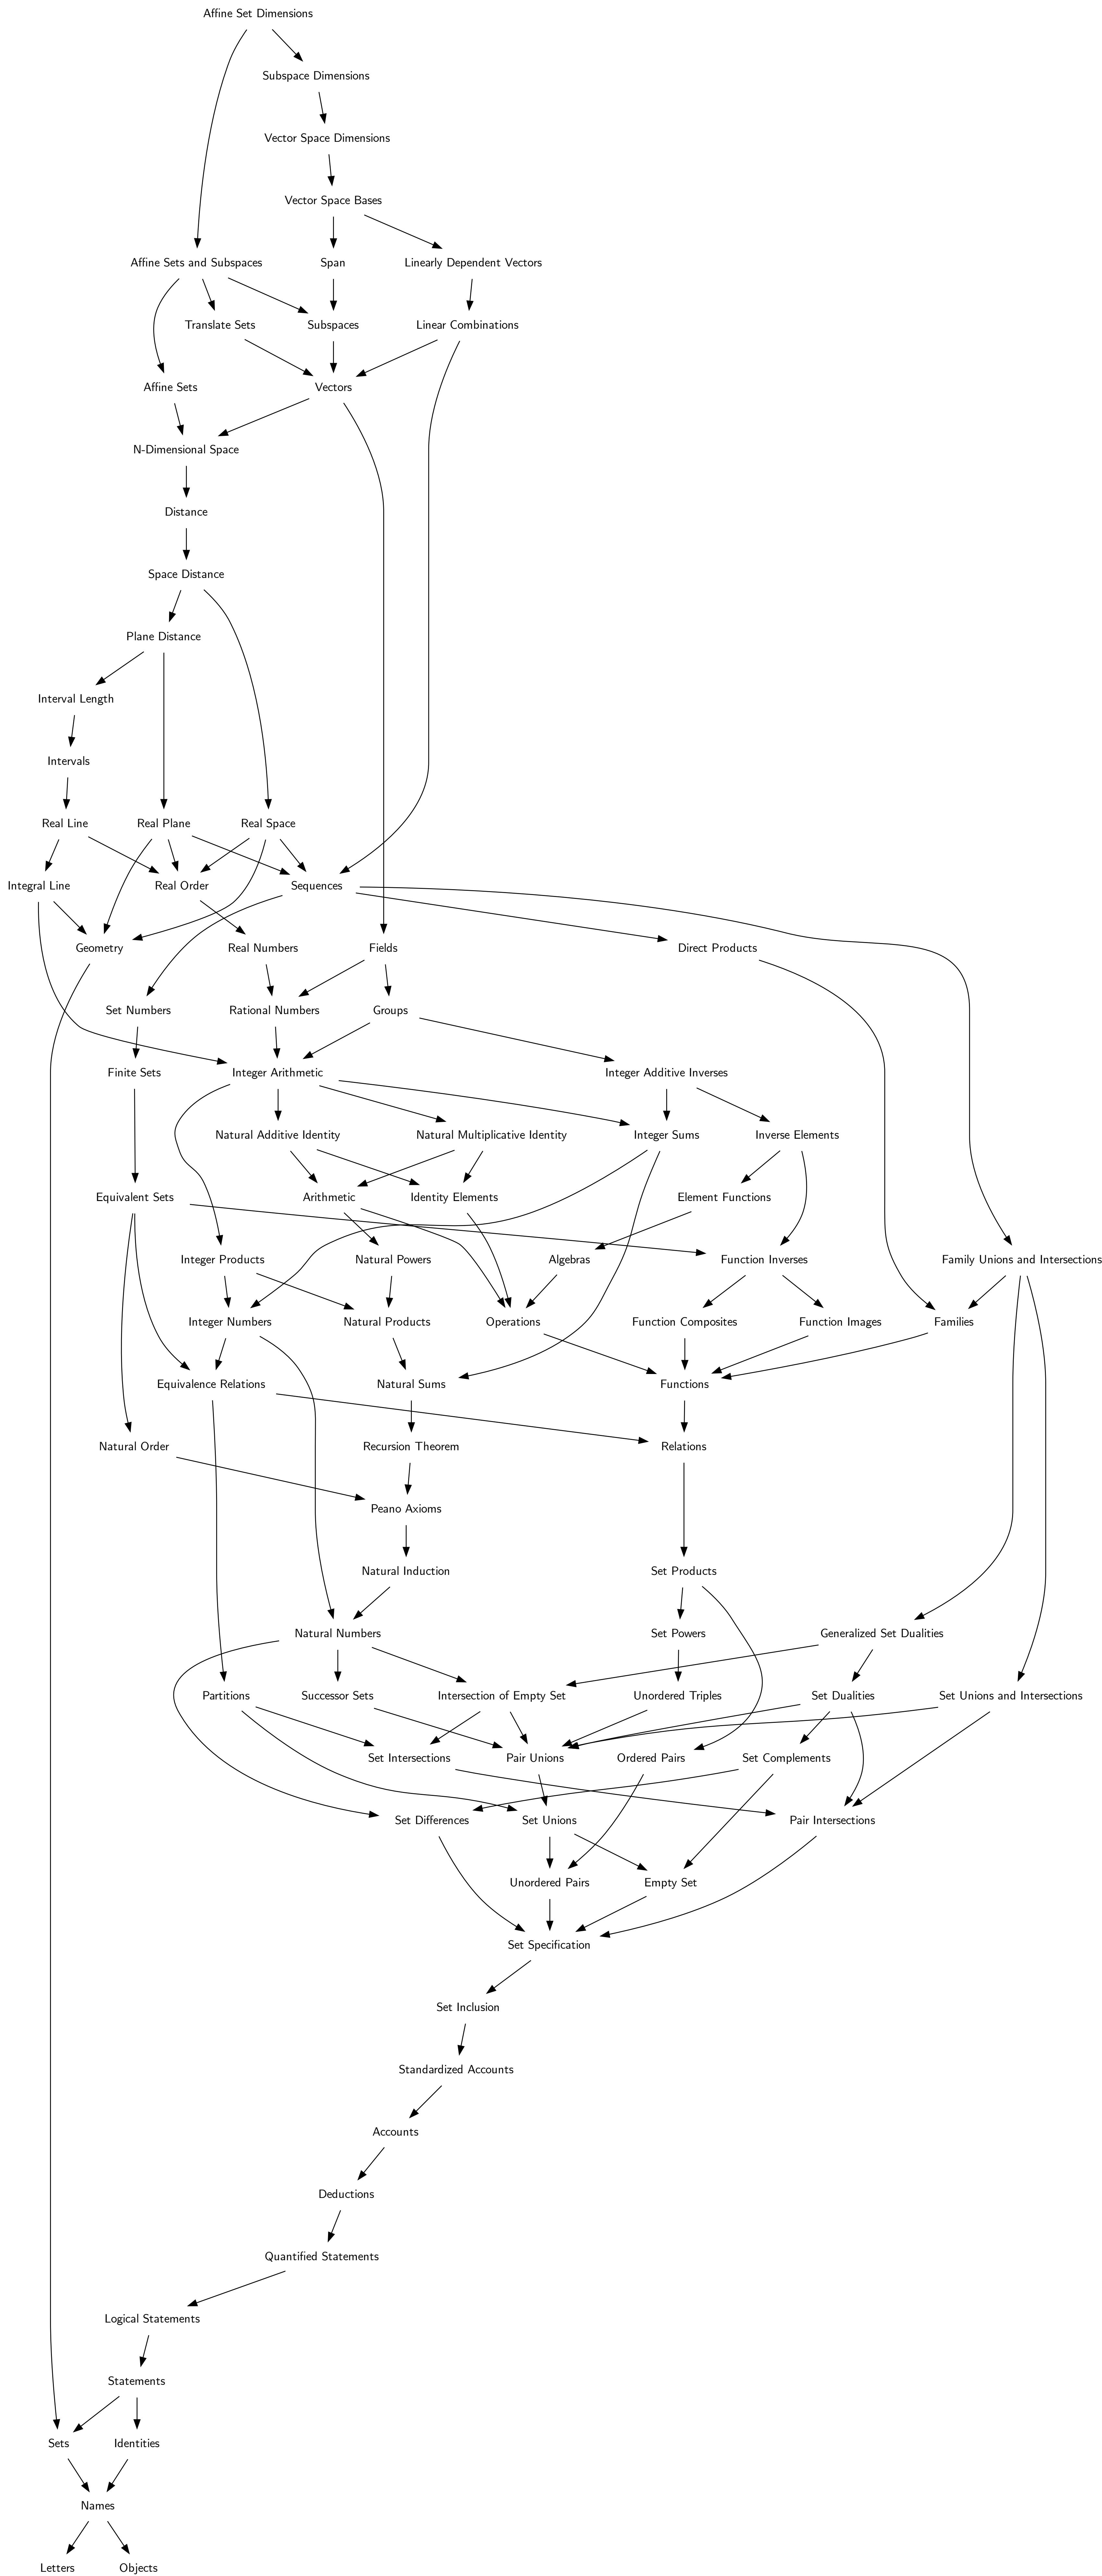 Affine Set Dimensions
Subspace Dimensions
Vector Space Dimensions
Vector Space Bases
Affine Sets and Subspaces
Span
Linearly Dependent Vectors
Translate Sets
Subspaces
Linear Combinations
Affine Sets
Vectors
N-Dimensional Space
Distance
Space Distance
Plane Distance
Interval Length
Intervals
Real Line
Real Plane
Real Space
Integral Line
Real Order
Sequences
Geometry
Real Numbers
Fields
Direct Products
Set Numbers
Rational Numbers
Groups
Finite Sets
Integer Arithmetic
Integer Additive Inverses
Natural Additive Identity
Natural Multiplicative Identity
Integer Sums
Inverse Elements
Equivalent Sets
Arithmetic
Identity Elements
Element Functions
Integer Products
Natural Powers
Algebras
Function Inverses
Family Unions and Intersections
Integer Numbers
Natural Products
Operations
Function Composites
Function Images
Families
Equivalence Relations
Natural Sums
Functions
Natural Order
Recursion Theorem
Relations
Peano Axioms
Natural Induction
Set Products
Natural Numbers
Set Powers
Generalized Set Dualities
Partitions
Successor Sets
Intersection of Empty Set
Unordered Triples
Set Dualities
Set Unions and Intersections
Set Intersections
Pair Unions
Ordered Pairs
Set Complements
Set Differences
Set Unions
Pair Intersections
Unordered Pairs
Empty Set
Set Specification
Set Inclusion
Standardized Accounts
Accounts
Deductions
Quantified Statements
Logical Statements
Statements
Sets
Identities
Names
Letters
Objects